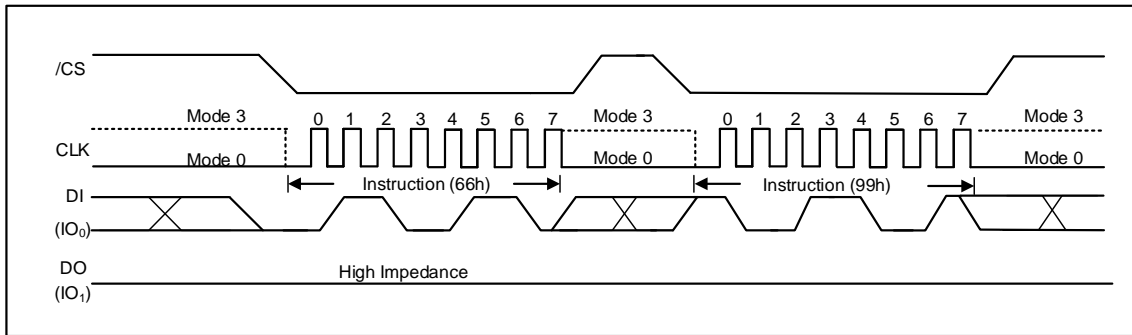 /CS
Mode 3 0 1 2 3 4 5 6 7 Mode 3 0 1 2 3 4 5 6 7 Mode 3
CLK Mode 0 Mode 0 Mode 0
Instruction (66h) Instruction (99h)
DI
(IO₀)
DO
High Impedance
(IO₁)